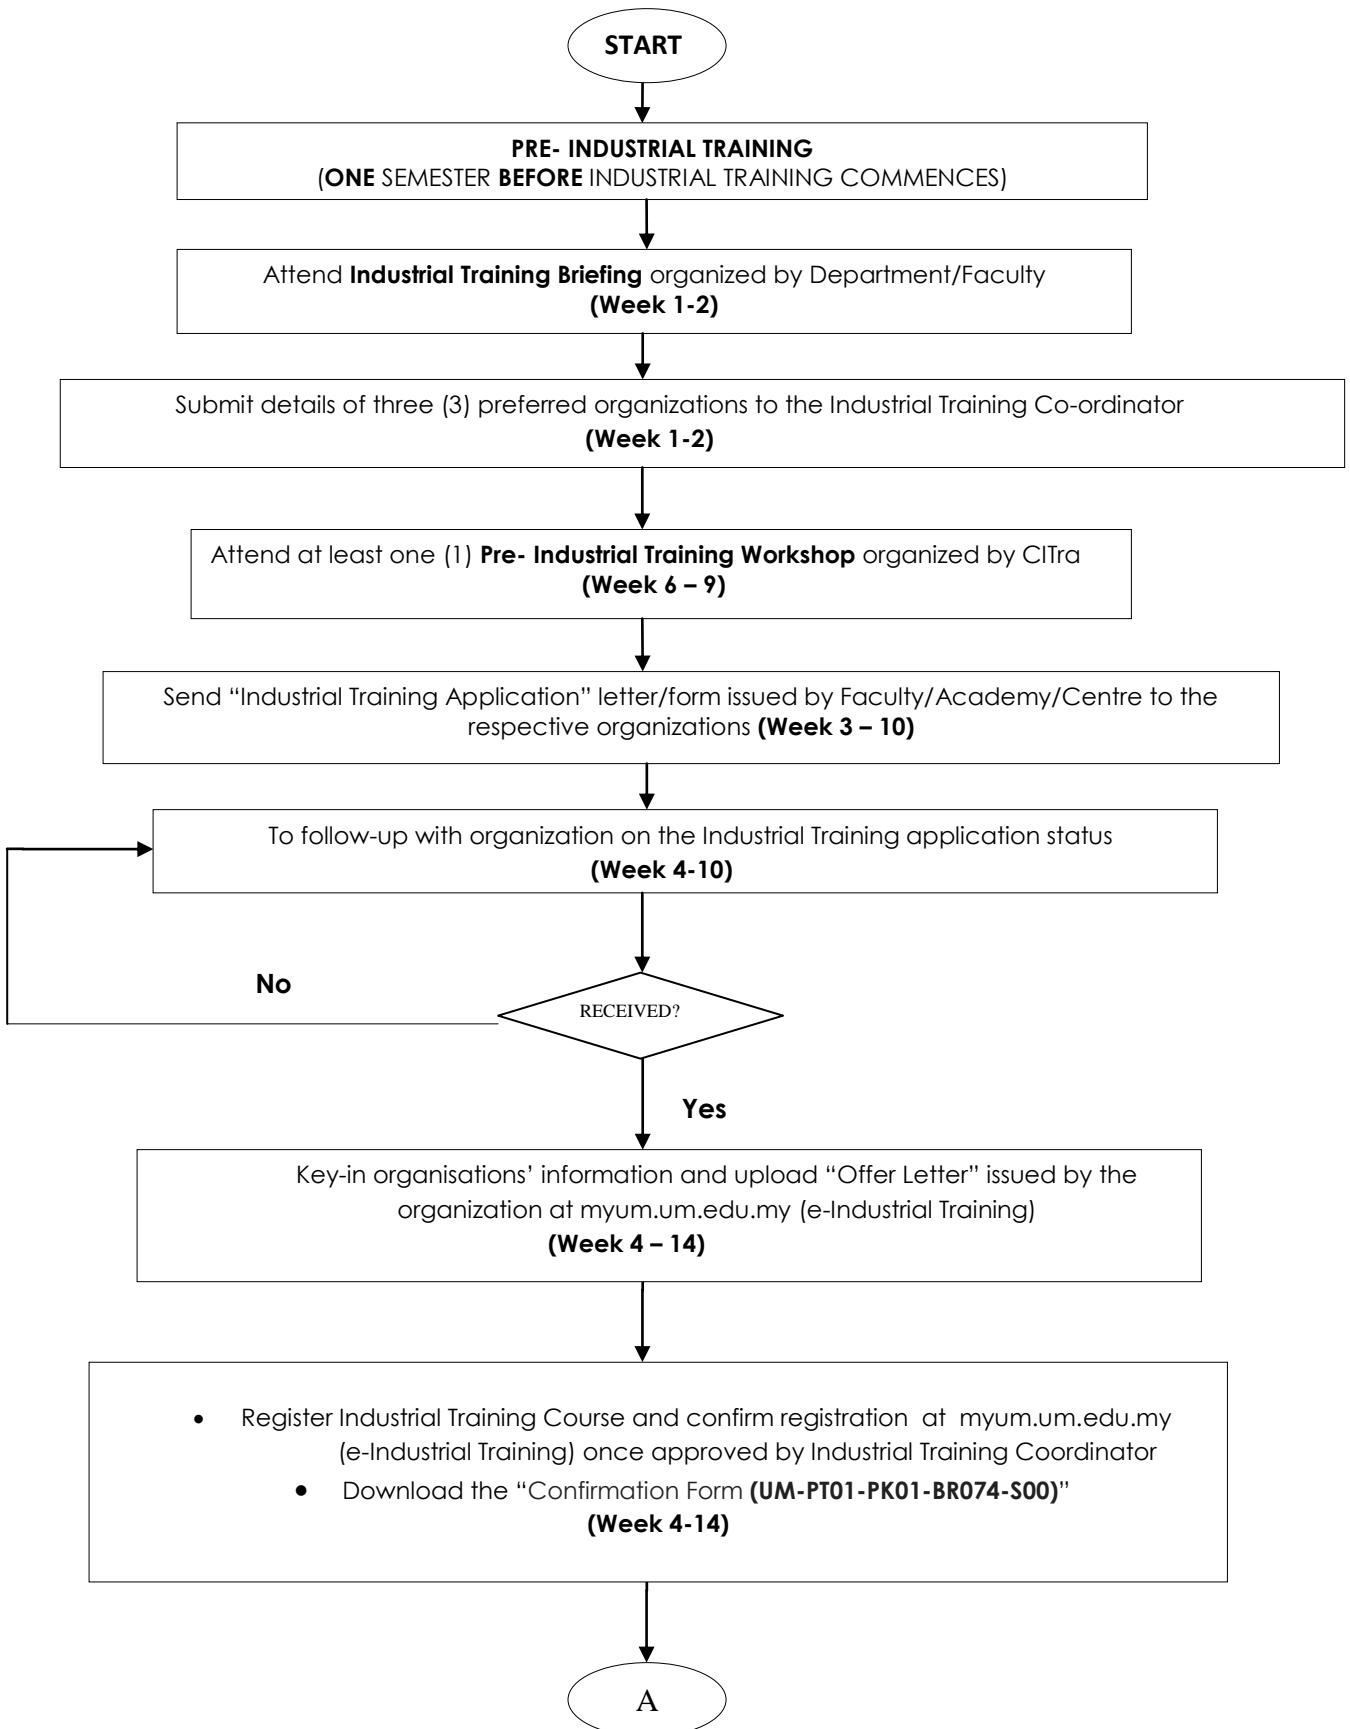 START
PRE- INDUSTRIAL TRAINING
(ONE SEMESTER BEFORE INDUSTRIAL TRAINING COMMENCES)
Attend Industrial Training Briefing organized by Department/Faculty
(Week 1-2)
Submit details of three (3) preferred organizations to the Industrial Training Co-ordinator
(Week 1-2)
Attend at least one (1) Pre- Industrial Training Workshop organized by CITra
(Week 6 – 9)
Send “Industrial Training Application” letter/form issued by Faculty/Academy/Centre to the
respective organizations (Week 3 – 10)
To follow-up with organization on the Industrial Training application status
(Week 4-10)
No
RECEIVED?
Yes
Key-in organisations’ information and upload “Offer Letter” issued by the
organization at myum.um.edu.my (e-Industrial Training)
(Week 4 – 14)
• Register Industrial Training Course and confirm registration at myum.um.edu.my
(e-Industrial Training) once approved by Industrial Training Coordinator
• Download the “Confirmation Form (UM-PT01-PK01-BR074-S00)”
(Week 4-14)
A